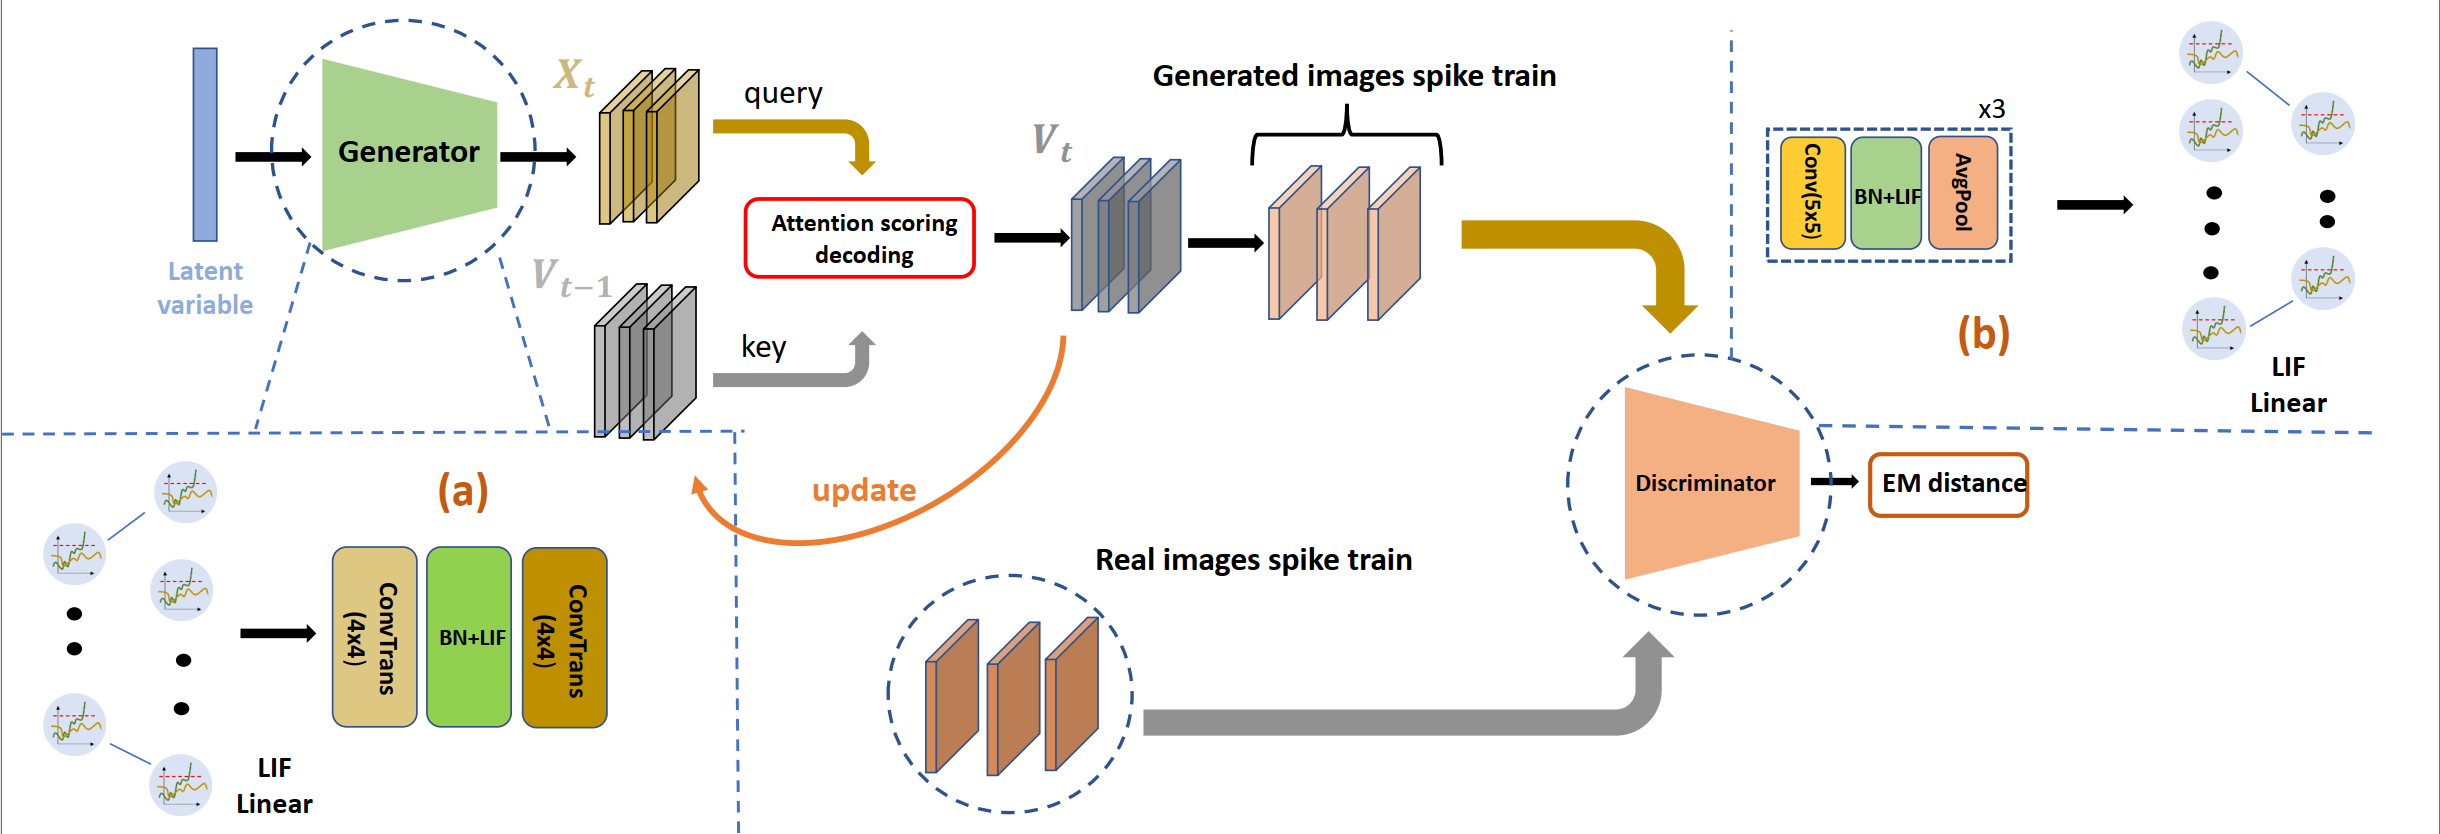 Latent
variable
Generator
X_t
query
V_{t-1}
key
Attention scoring
decoding
V_t
Generated images spike train
update
Real images spike train
Discriminator
EM distance
(a)
LIF
Linear
ConvTrans
(4x4)
BN+LIF
ConvTrans
(4x4)
x3
Conv(5x5)
BN+LIF
AvgPool
(b)
LIF
Linear